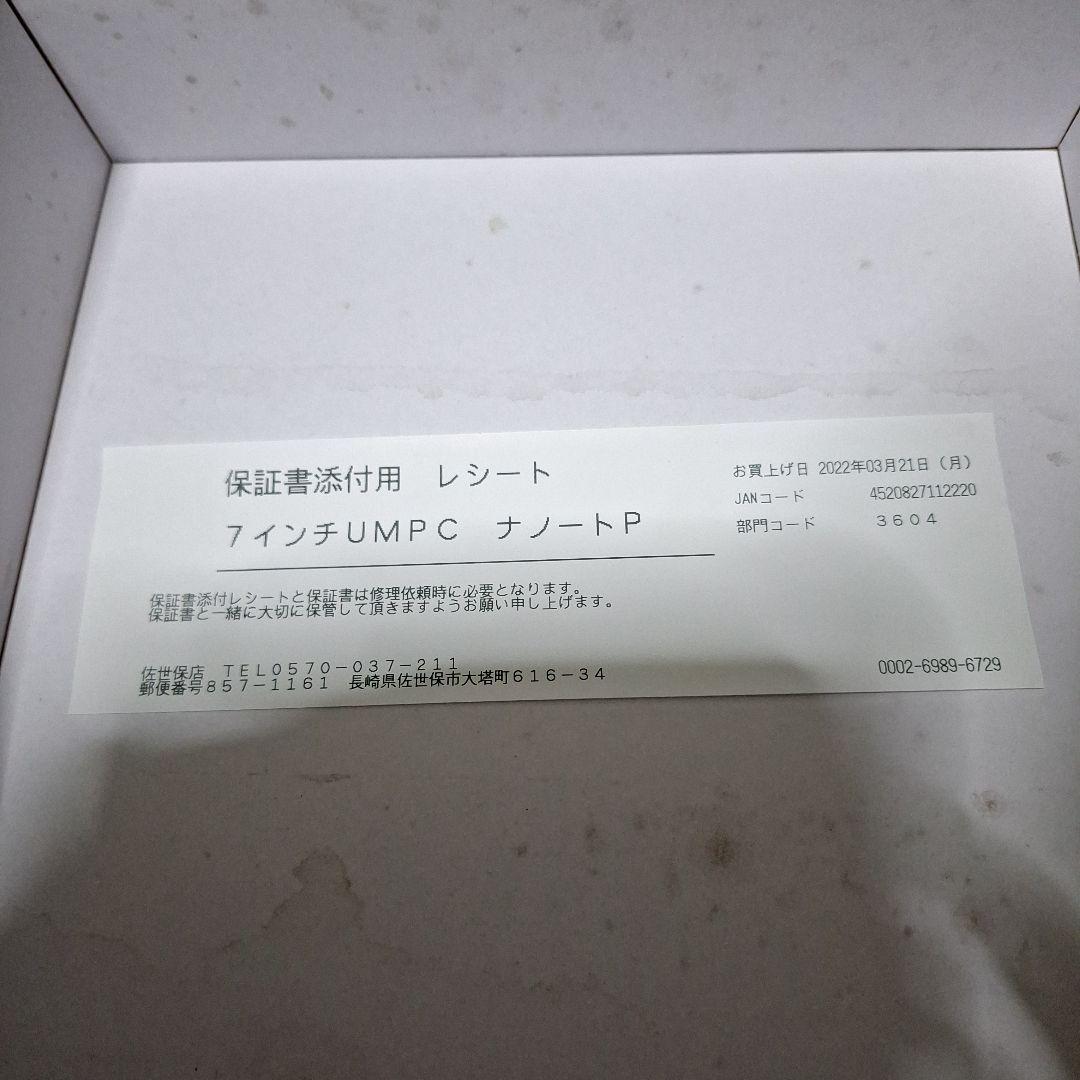 保証書添付用　レシート
７インチＵＭＰＣ　ナノートＰ
お買上げ日 2022年03月21日（月）
JANコード 4520827112220
部門コード ３６０４
保証書添付レシートと保証書は修理依頼時に必要となります。
保証書と一緒に大切に保管して頂きますようお願い申し上げます。
佐世保店　ＴＥＬ０５７０－０３７－２１１
郵便番号８５７－１１６１　長崎県佐世保市大塔町６１６－３４
0002-6989-6729